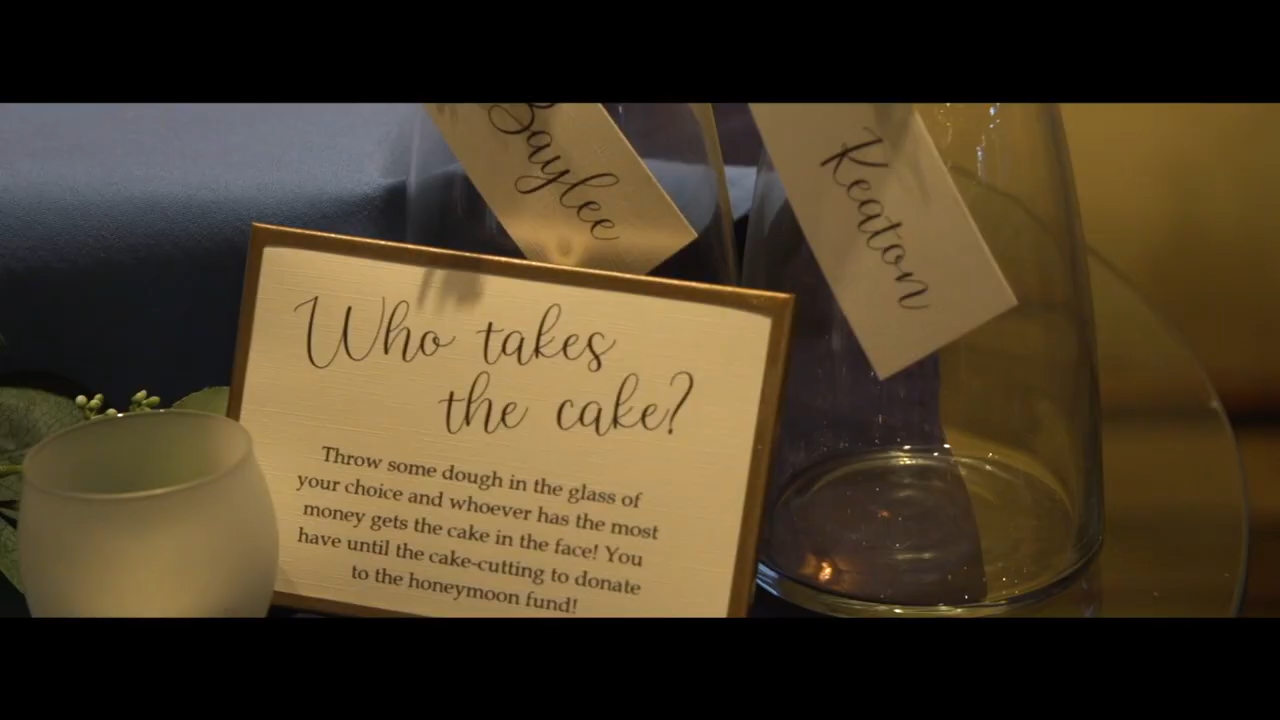 Baylee
Keaton
Who takes
the cake?
Throw some dough in the glass of
your choice and whoever has the most
money gets the cake in the face! You
have until the cake-cutting to donate
to the honeymoon fund!